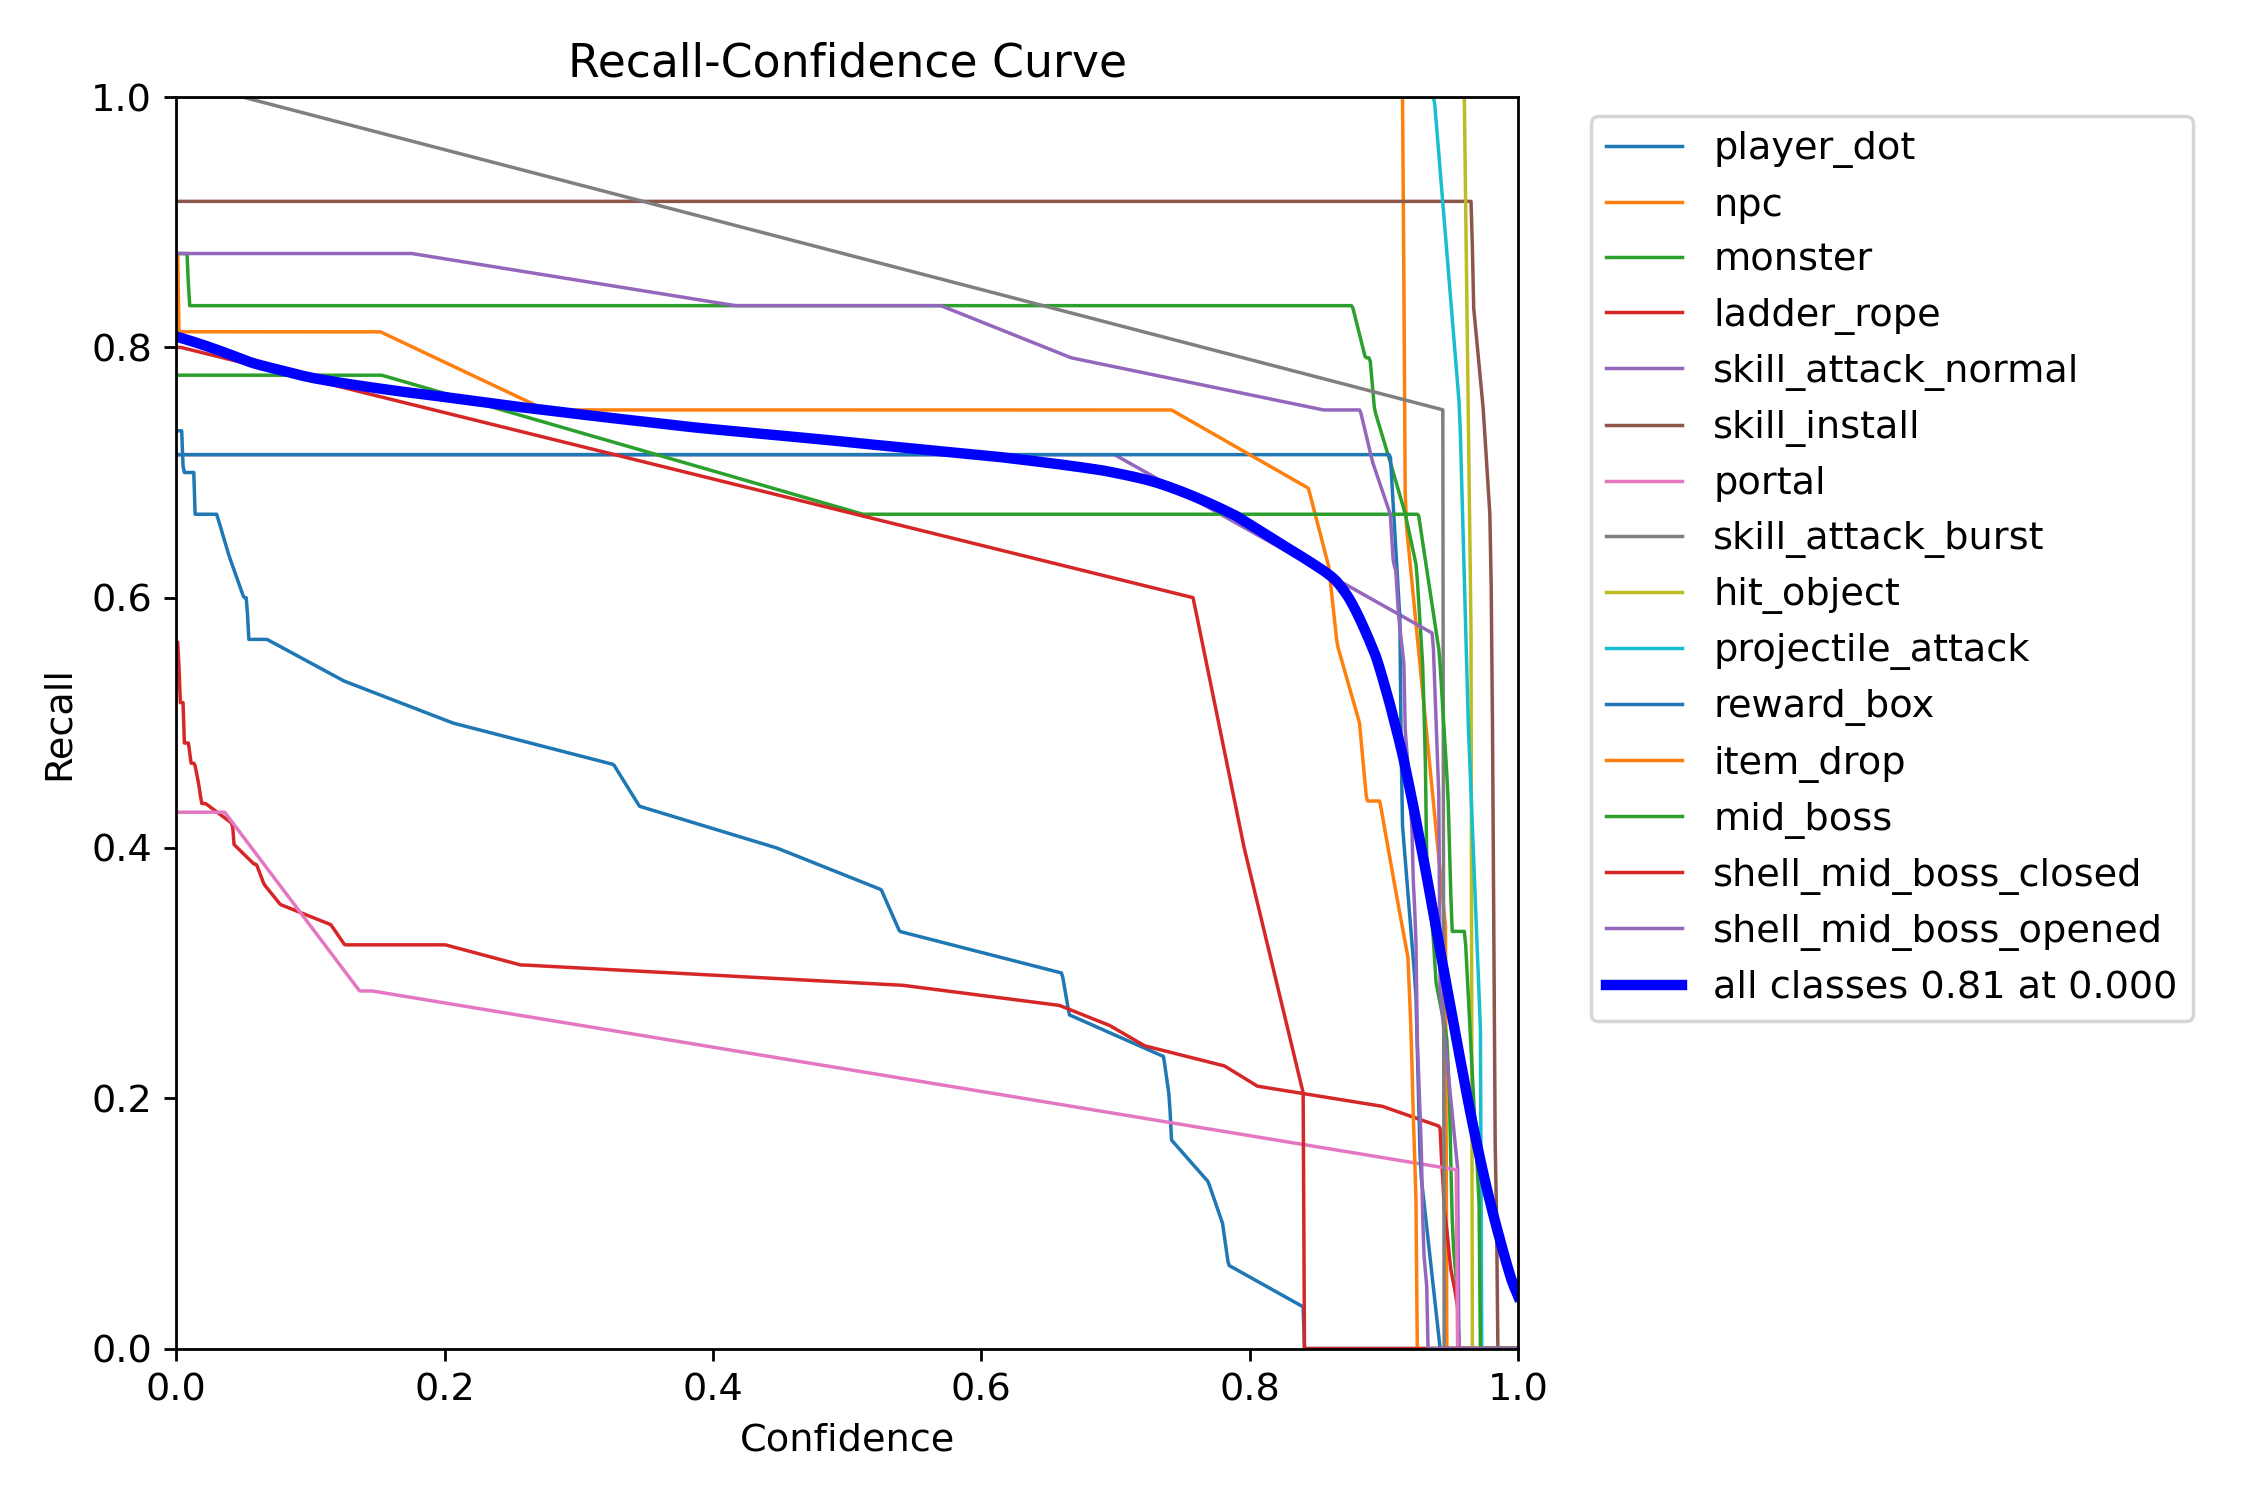 Recall-Confidence Curve
1.0
0.8
0.6
0.4
0.2
0.0
Recall
0.0 0.2 0.4 0.6 0.8 1.0
Confidence
player_dot
npc
monster
ladder_rope
skill_attack_normal
skill_install
portal
skill_attack_burst
hit_object
projectile_attack
reward_box
item_drop
mid_boss
shell_mid_boss_closed
shell_mid_boss_opened
all classes 0.81 at 0.000